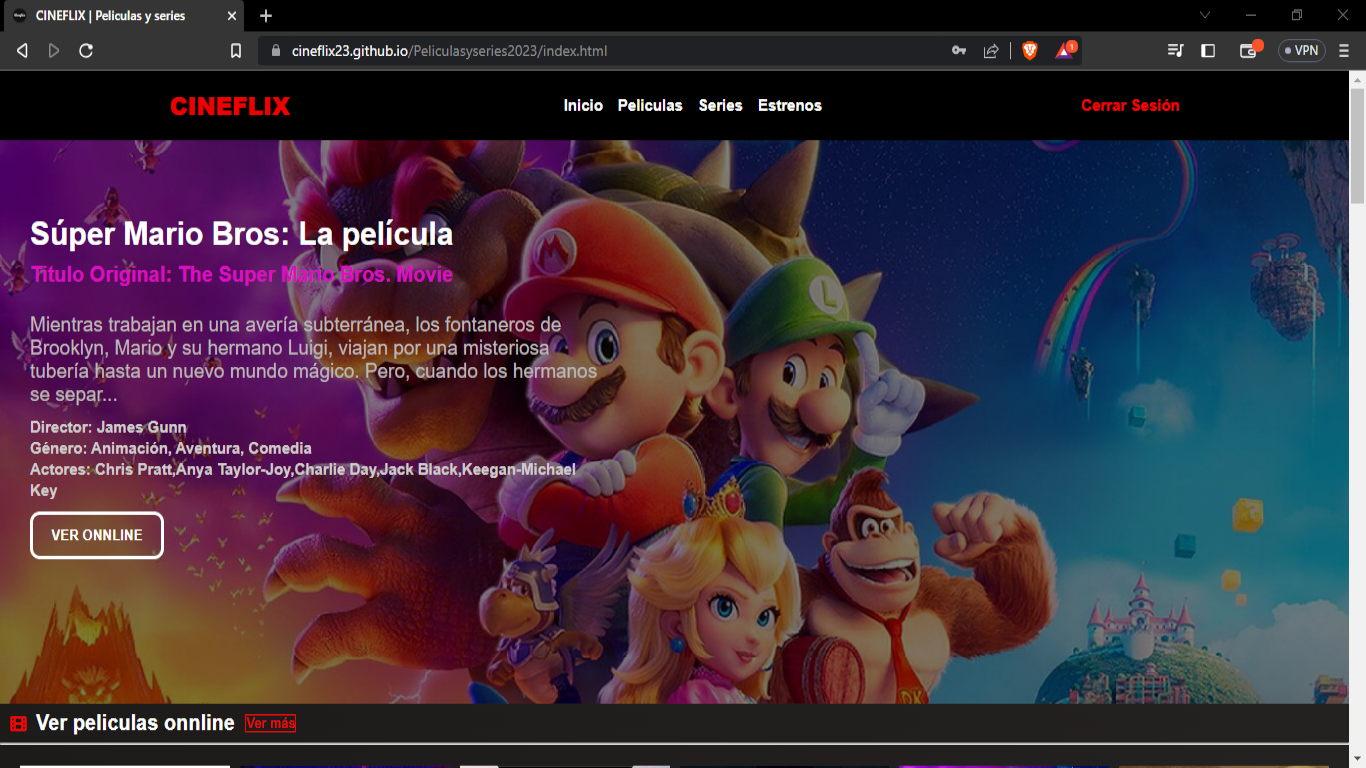 CINEFLIX | Peliculas y series
cineflix23.github.io/Peliculasyseries2023/index.html
1
VPN
CINEFLIX
Inicio Peliculas Series Estrenos
Cerrar Sesión
Súper Mario Bros: La película
Titulo Original: The Super Mario Bros. Movie
Mientras trabajan en una avería subterránea, los fontaneros de
Brooklyn, Mario y su hermano Luigi, viajan por una misteriosa
tubería hasta un nuevo mundo mágico. Pero, cuando los hermanos
se separ...
Director: James Gunn
Género: Animación, Aventura, Comedia
Actores: Chris Pratt,Anya Taylor-Joy,Charlie Day,Jack Black,Keegan-Michael
Key
VER ONNLINE
M
L
DK
Ver peliculas onnline Ver más